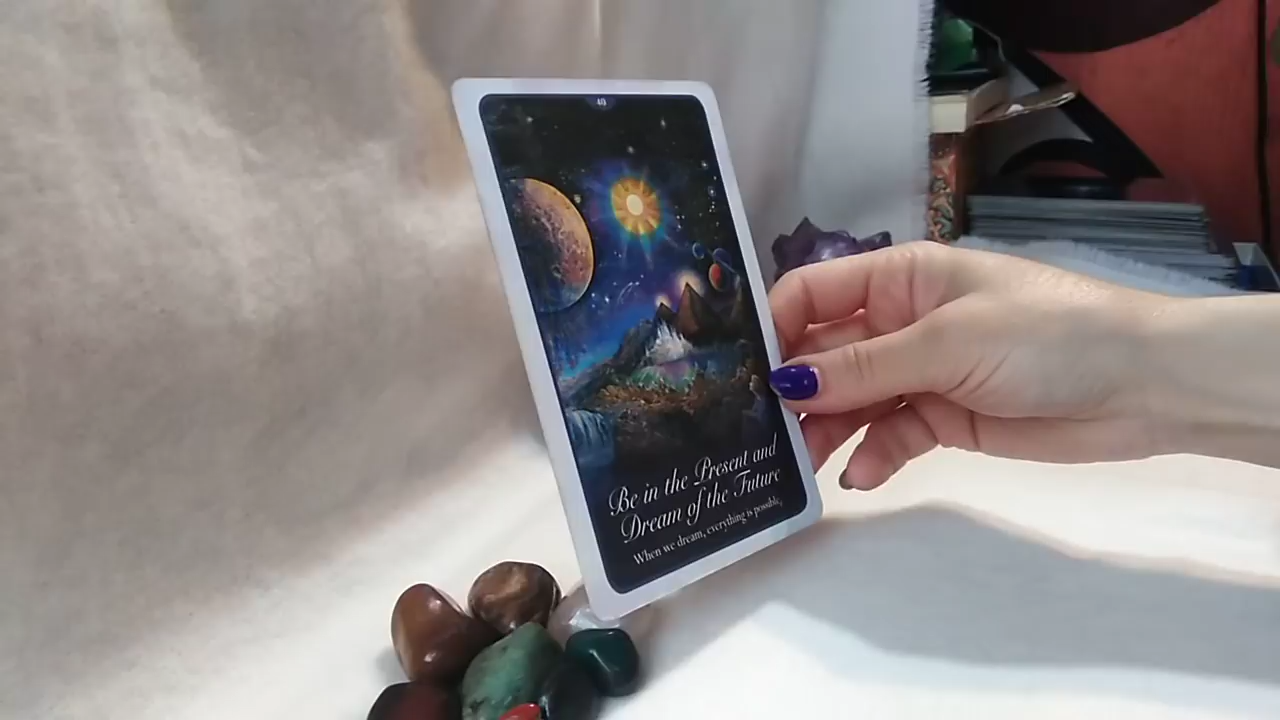 40
Be in the Present and
Dream of the Future
When we dream, everything is possible.